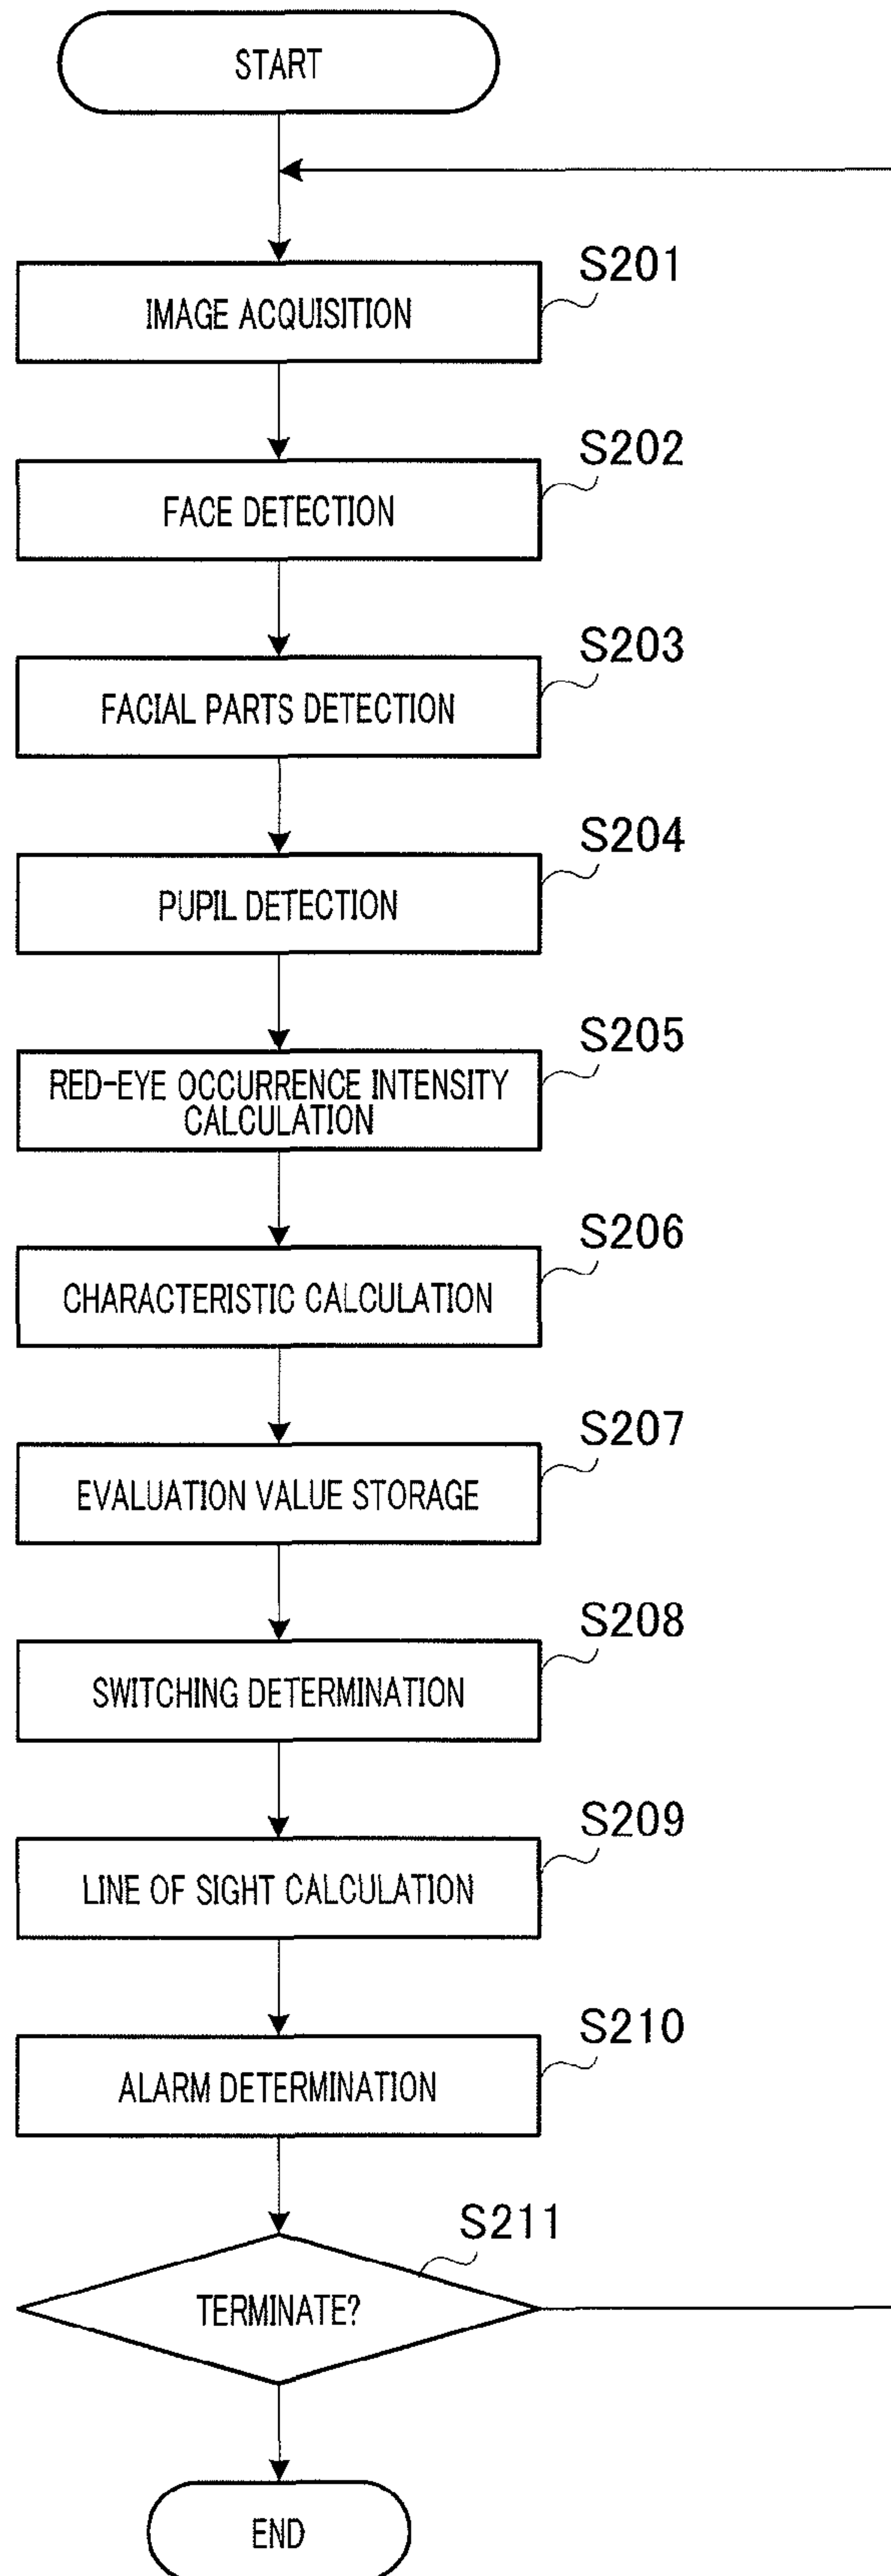 START
S201
IMAGE ACQUISITION
S202
FACE DETECTION
S203
FACIAL PARTS DETECTION
S204
PUPIL DETECTION
S205
RED-EYE OCCURRENCE INTENSITY
CALCULATION
S206
CHARACTERISTIC CALCULATION
S207
EVALUATION VALUE STORAGE
S208
SWITCHING DETERMINATION
S209
LINE OF SIGHT CALCULATION
S210
ALARM DETERMINATION
S211
TERMINATE?
END